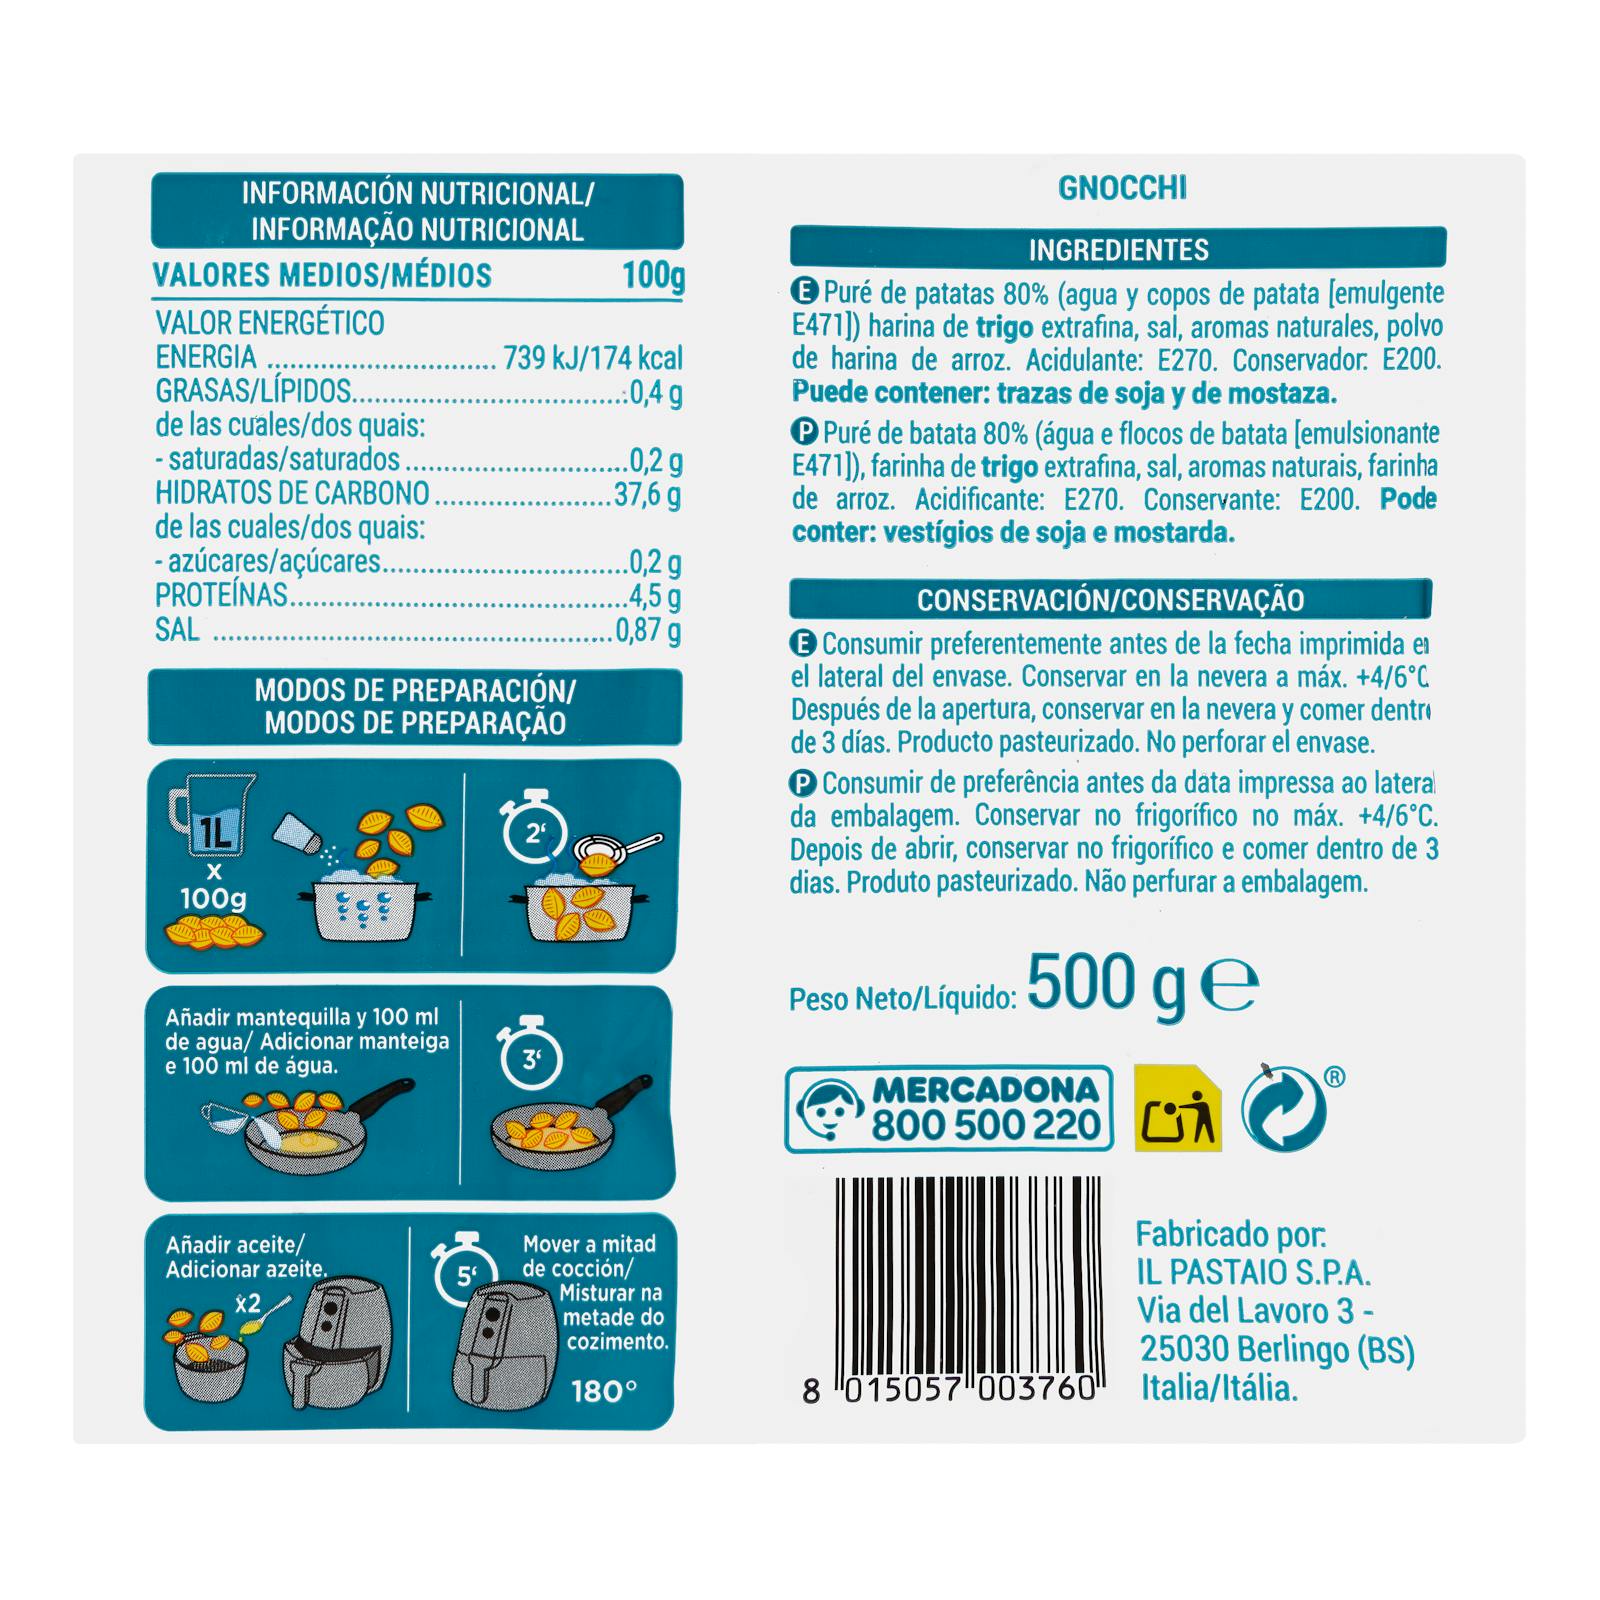 INFORMACIÓN NUTRICIONAL/
INFORMAÇÃO NUTRICIONAL
VALORES MEDIOS/MÉDIOS 100g
VALOR ENERGÉTICO
ENERGIA ................................ 739 kJ/174 kcal
GRASAS/LÍPIDOS........................................0,4 g
de las cuales/dos quais:
- saturadas/saturados ................................0,2 g
HIDRATOS DE CARBONO .........................37,6 g
de las cuales/dos quais:
- azúcares/açúcares...................................0,2 g
PROTEÍNAS................................................4,5 g
SAL .........................................................0,87 g
MODOS DE PREPARACIÓN/
MODOS DE PREPARAÇÃO
1L
x
100g
2‘
Añadir mantequilla y 100 ml
de agua/ Adicionar manteiga
e 100 ml de água.
3‘
Añadir aceite/
Adicionar azeite.
x2
5‘
Mover a mitad
de cocción/
Misturar na
metade do
cozimento.
180°
GNOCCHI
INGREDIENTES
E Puré de patatas 80% (agua y copos de patata [emulgente
E471]) harina de trigo extrafina, sal, aromas naturales, polvo
de harina de arroz. Acidulante: E270. Conservador: E200.
Puede contener: trazas de soja y de mostaza.
P Puré de batata 80% (água e flocos de batata [emulsionante
E471]), farinha de trigo extrafina, sal, aromas naturais, farinha
de arroz. Acidificante: E270. Conservante: E200. Pode
conter: vestígios de soja e mostarda.
CONSERVACIÓN/CONSERVAÇÃO
E Consumir preferentemente antes de la fecha imprimida en
el lateral del envase. Conservar en la nevera a máx. +4/6°C
Después de la apertura, conservar en la nevera y comer dentro
de 3 días. Producto pasteurizado. No perforar el envase.
P Consumir de preferência antes da data impressa ao lateral
da embalagem. Conservar no frigorífico no máx. +4/6°C.
Depois de abrir, conservar no frigorífico e comer dentro de 3
dias. Produto pasteurizado. Não perfurar a embalagem.
Peso Neto/Líquido: 500 g e
MERCADONA
800 500 220
®
8 015057 003760
Fabricado por:
IL PASTAIO S.P.A.
Via del Lavoro 3 -
25030 Berlingo (BS)
Italia/Itália.